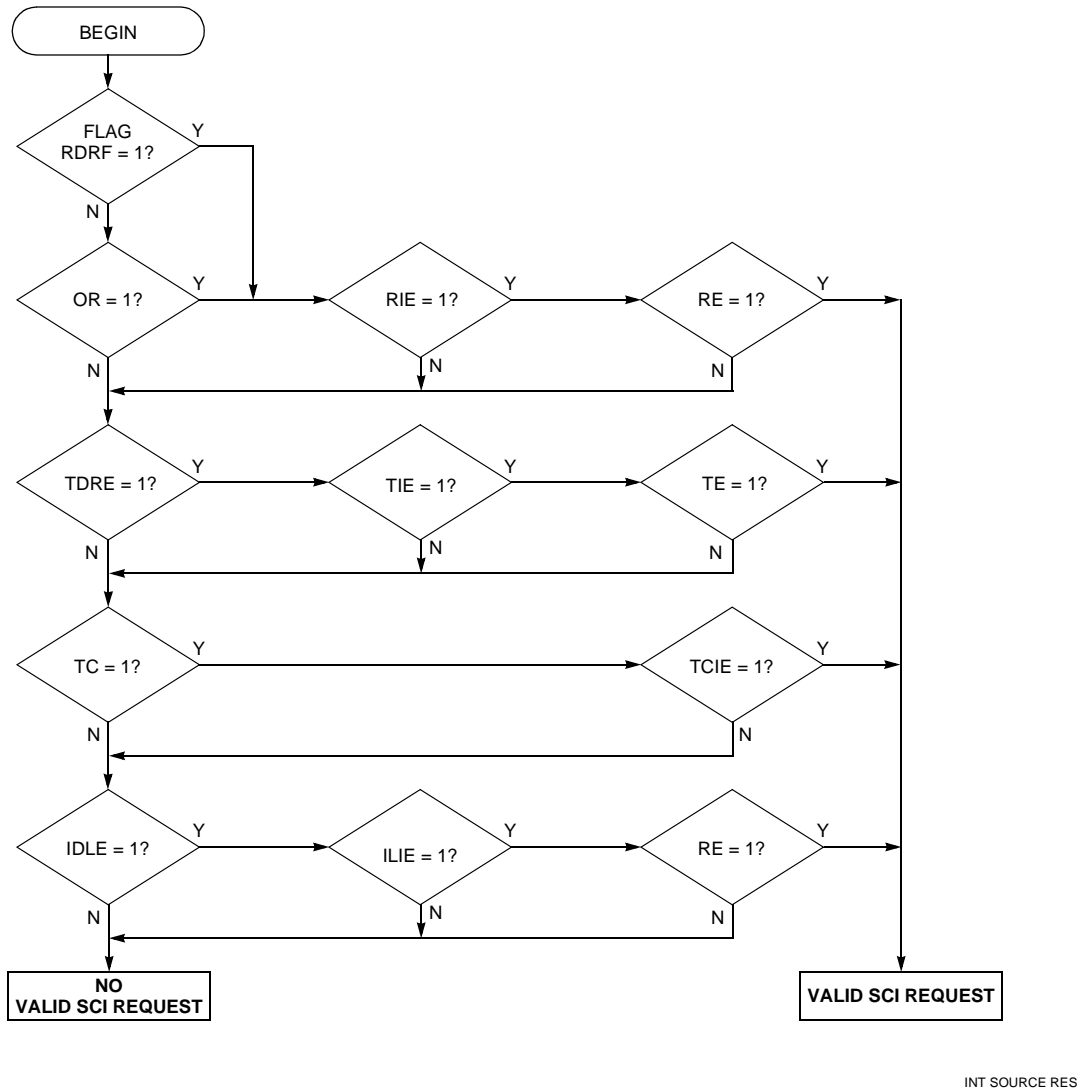 BEGIN
FLAG
RDRF = 1?
Y
N
OR = 1?
Y
N
RIE = 1?
Y
N
RE = 1?
Y
N
TDRE = 1?
Y
N
TIE = 1?
Y
N
TE = 1?
Y
N
TC = 1?
Y
N
TCIE = 1?
Y
N
IDLE = 1?
Y
N
ILIE = 1?
Y
N
RE = 1?
Y
N
NO
VALID SCI REQUEST
VALID SCI REQUEST
INT SOURCE RES